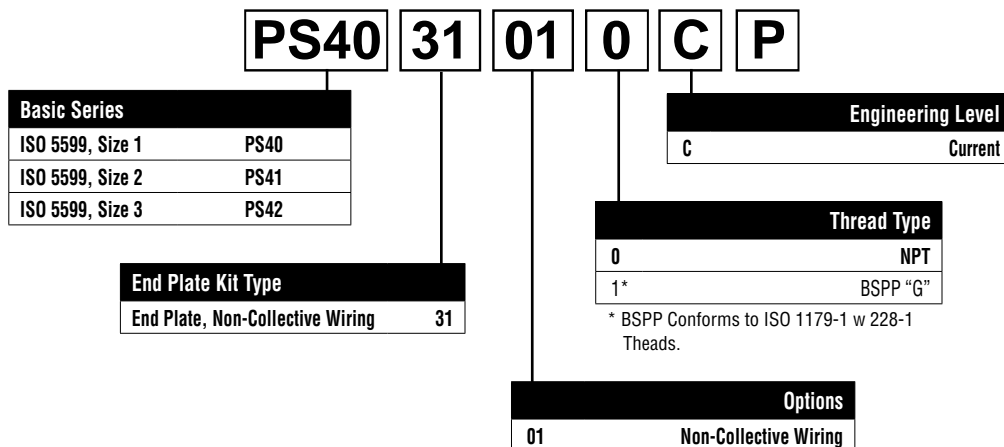 PS40 31 01 0 C P
Basic Series
ISO 5599, Size 1 PS40
ISO 5599, Size 2 PS41
ISO 5599, Size 3 PS42
Engineering Level
C Current
Thread Type
0 NPT
1* BSPP “G”
* BSPP Conforms to ISO 1179-1 w 228-1
Theads.
End Plate Kit Type
End Plate, Non-Collective Wiring 31
Options
01 Non-Collective Wiring